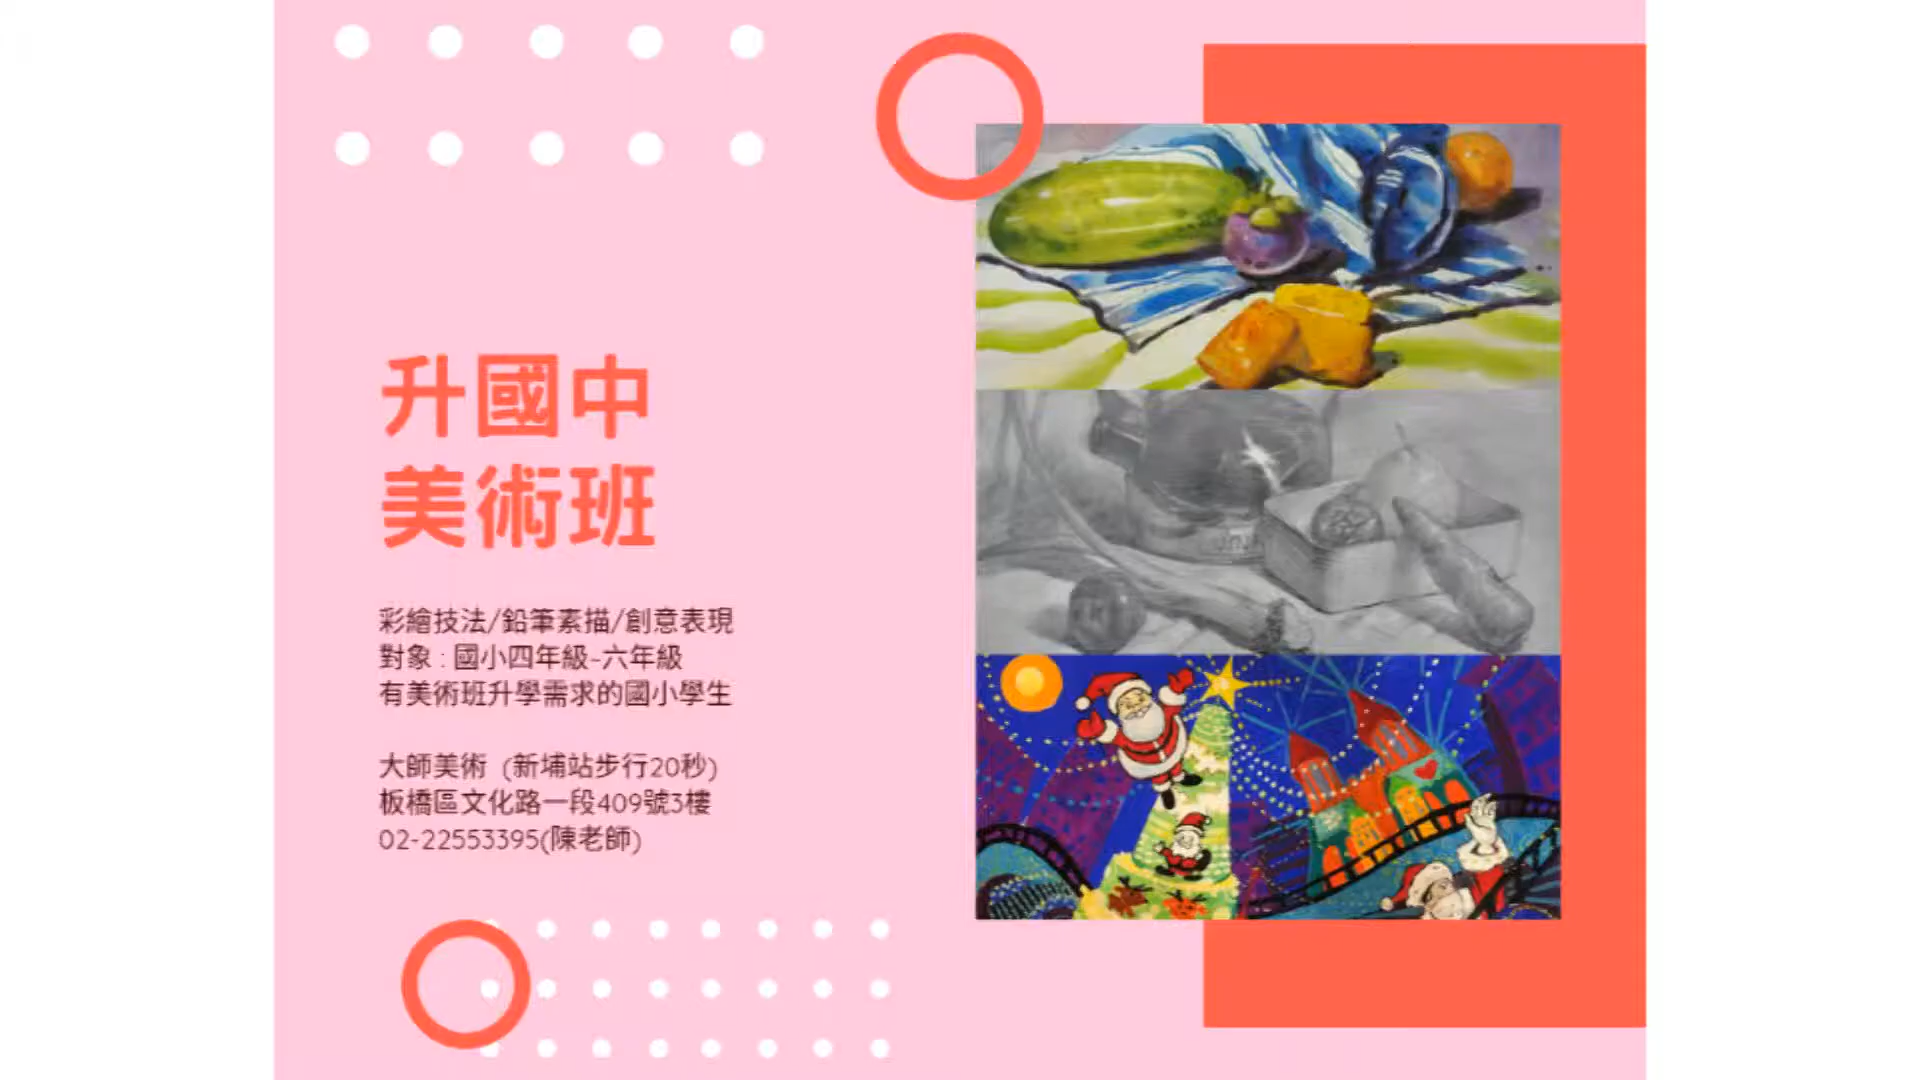 升國中
美術班
彩繪技法/鉛筆素描/創意表現
對象 : 國小四年級-六年級
有美術班升學需求的國小學生
大師美術 (新埔站步行20秒)
板橋區文化路一段409號3樓
02-22553395(陳老師)